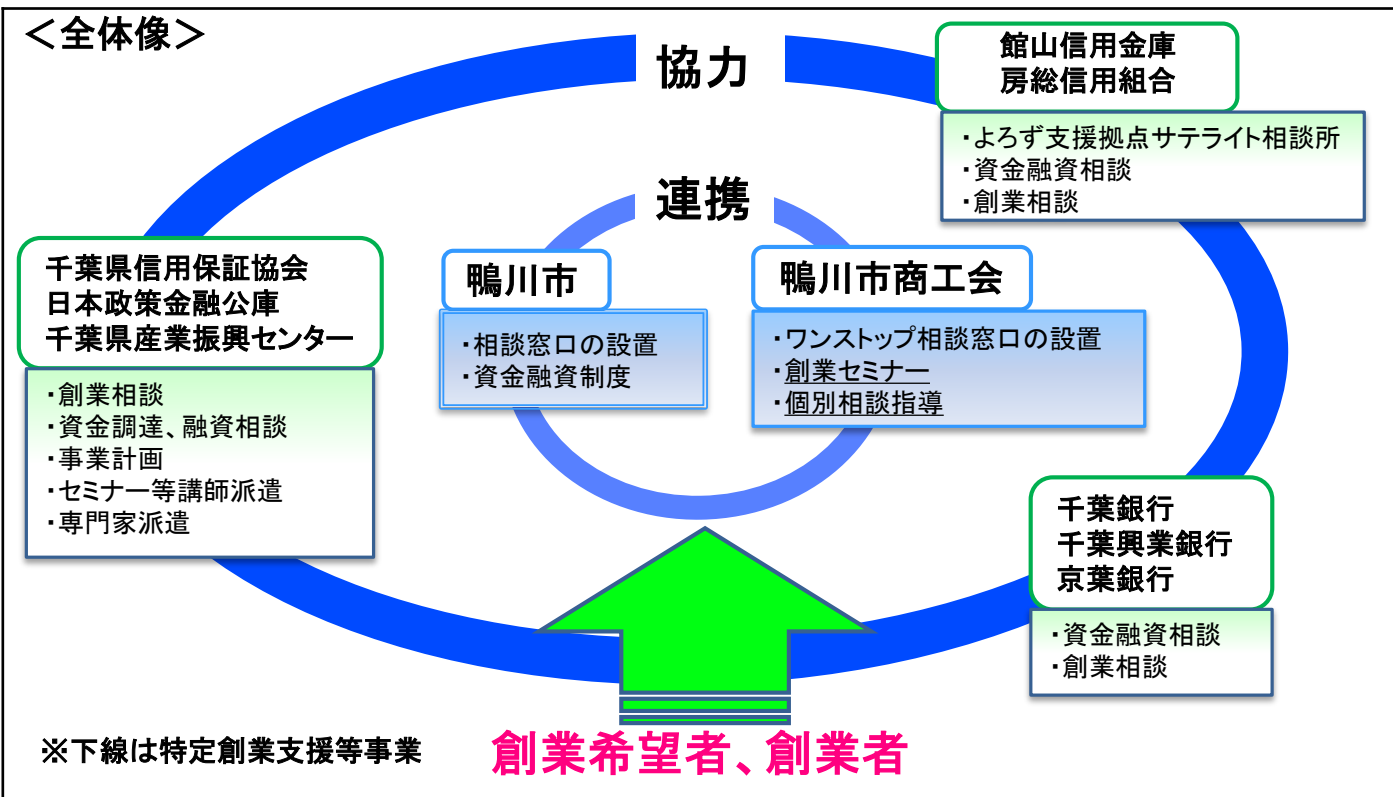 ＜全体像＞
協力
館山信用金庫
房総信用組合
・よろず支援拠点サテライト相談所
・資金融資相談
・創業相談
連携
千葉県信用保証協会
日本政策金融公庫
千葉県産業振興センター
・創業相談
・資金調達、融資相談
・事業計画
・セミナー等講師派遣
・専門家派遣
鴨川市
・相談窓口の設置
・資金融資制度
鴨川市商工会
・ワンストップ相談窓口の設置
・創業セミナー
・個別相談指導
千葉銀行
千葉興業銀行
京葉銀行
・資金融資相談
・創業相談
※下線は特定創業支援等事業
創業希望者、創業者